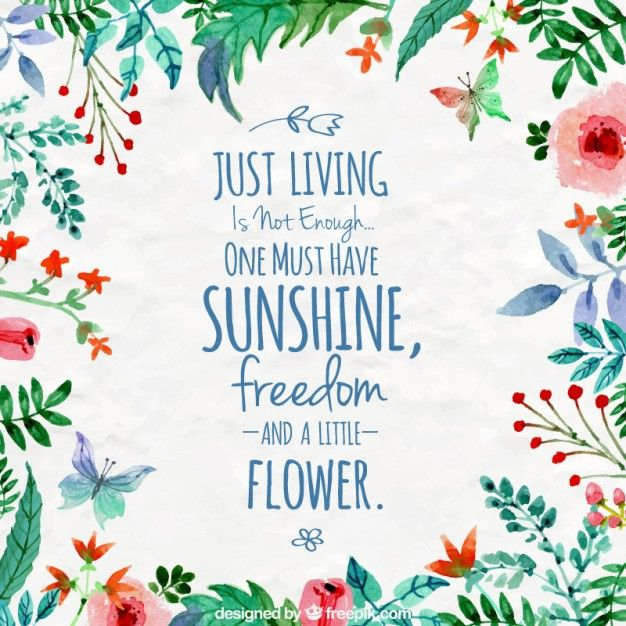 JUST LIVING
Is Not Enough...
ONE MUST HAVE
SUNSHINE,
freedom
—AND A LITTLE—
FLOWER.
designed by freepik.com